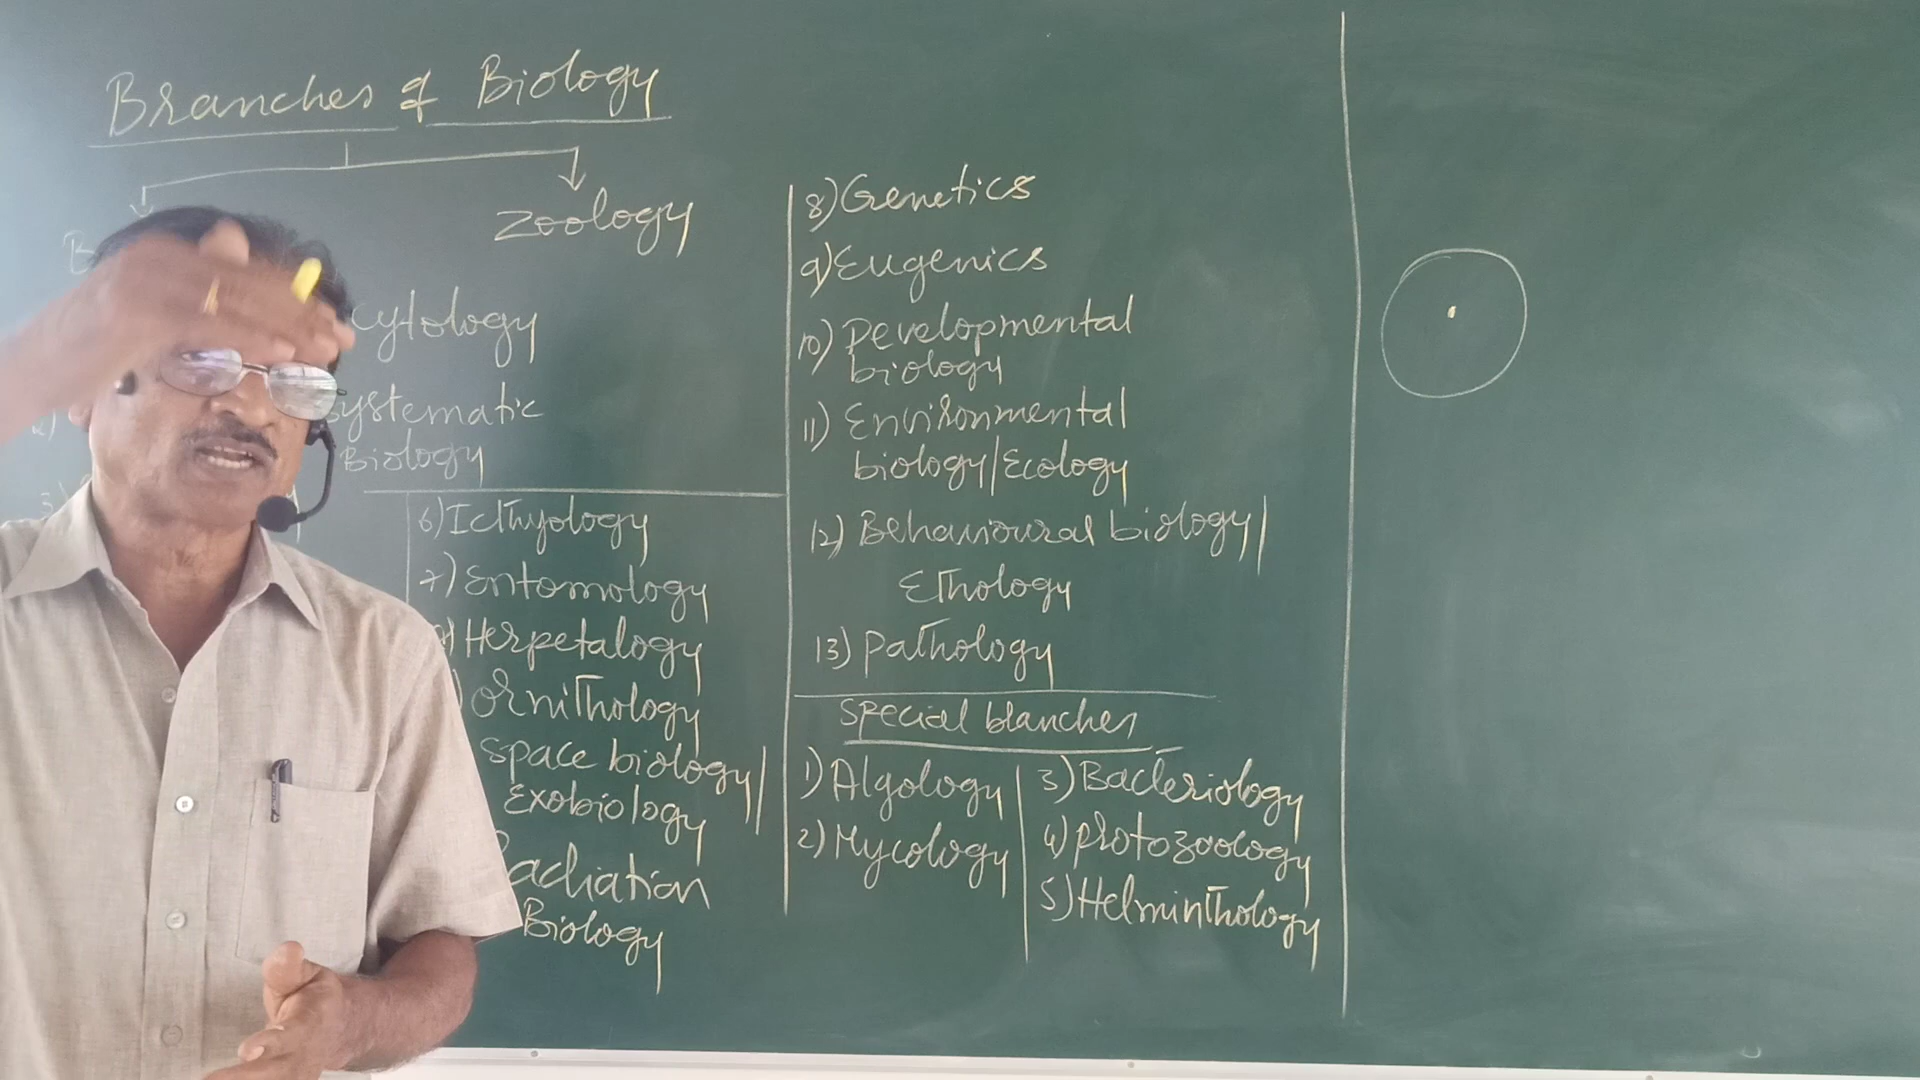 Branches of Biology
Zoology
cytology
systematic
Biology
6) Icthyology
7) Entomology
Herpetalogy
Ornithology
Space biology/
Exobiology
Radiation
Biology
8) Genetics
9) Eugenics
10) Developmental
biology
11) Environmental
biology/Ecology
12) Behavioural biology/
Ethology
13) Pathology
Special blanches
1) Algology
2) Mycology
3) Bacteriology
4) protozoology
5) Helminthology